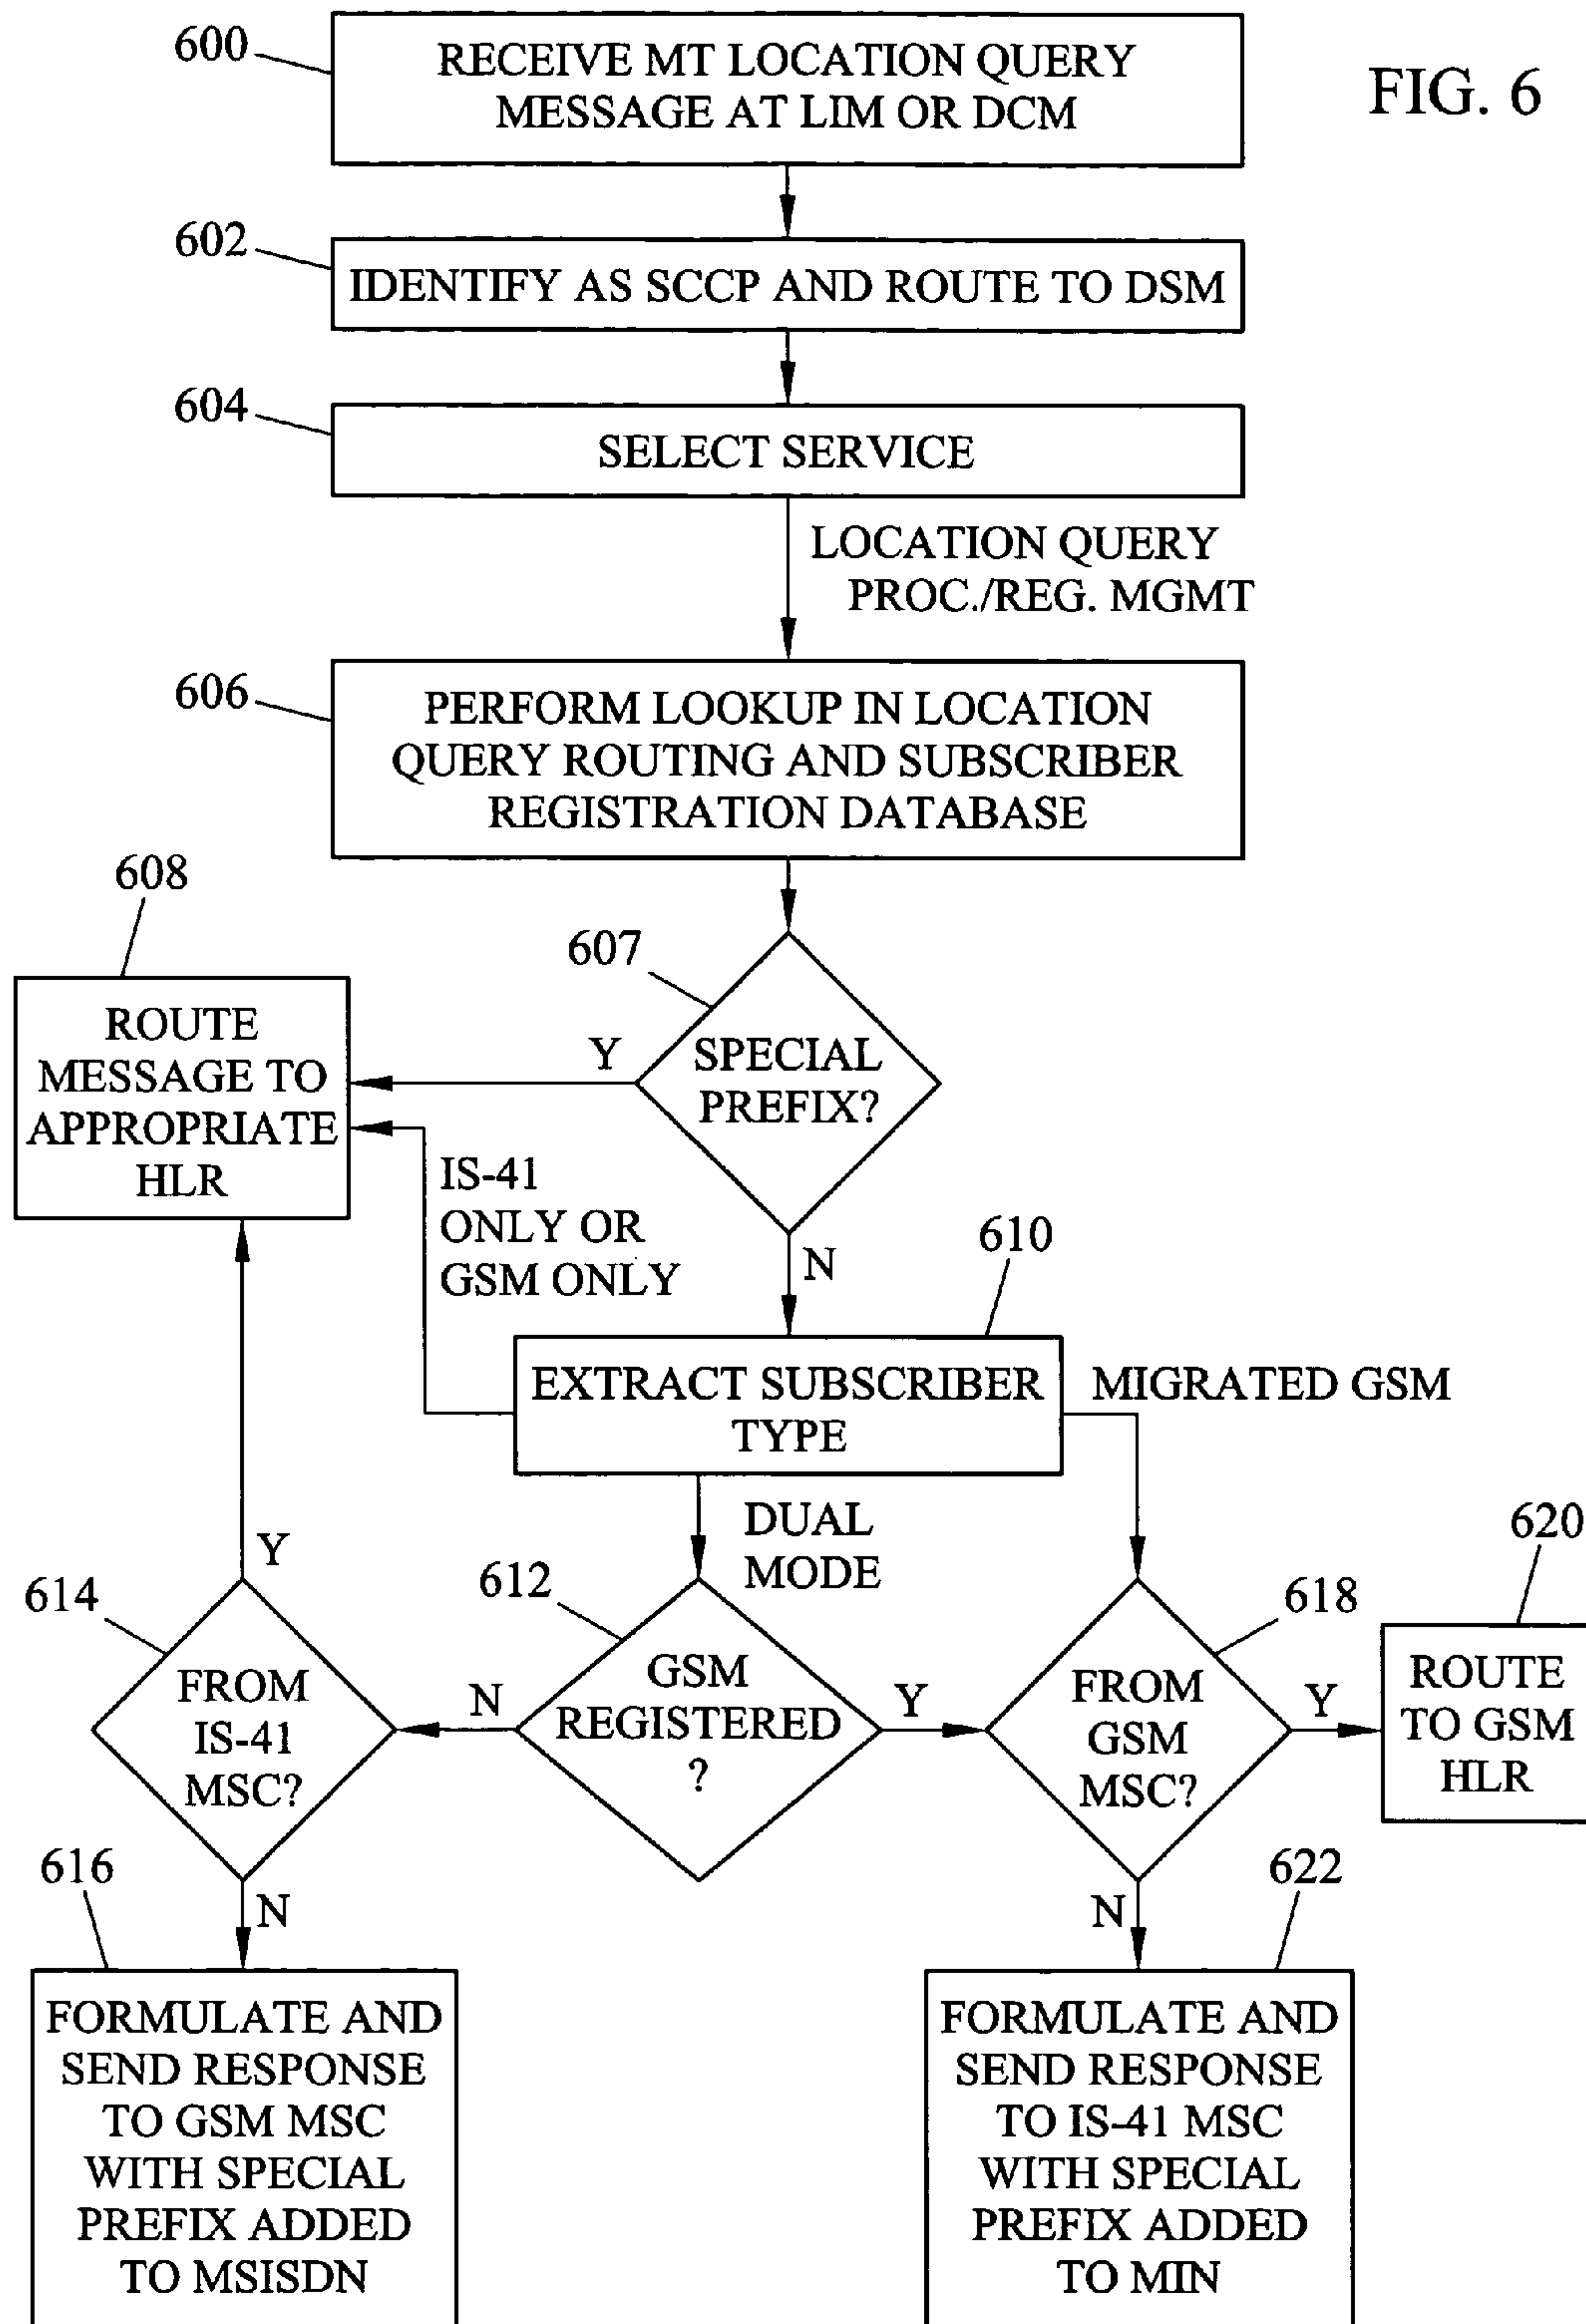 600
RECEIVE MT LOCATION QUERY
MESSAGE AT LIM OR DCM
FIG. 6
602
IDENTIFY AS SCCP AND ROUTE TO DSM
604
SELECT SERVICE
LOCATION QUERY
PROC./REG. MGMT
606
PERFORM LOOKUP IN LOCATION
QUERY ROUTING AND SUBSCRIBER
REGISTRATION DATABASE
608
ROUTE
MESSAGE TO
APPROPRIATE
HLR
607
SPECIAL
PREFIX?
Y
N
IS-41
ONLY OR
GSM ONLY
610
EXTRACT SUBSCRIBER
TYPE
MIGRATED GSM
DUAL
MODE
614
FROM
IS-41
MSC?
Y
N
612
GSM
REGISTERED
?
N
Y
618
FROM
GSM
MSC?
Y
N
620
ROUTE
TO GSM
HLR
616
FORMULATE AND
SEND RESPONSE
TO GSM MSC
WITH SPECIAL
PREFIX ADDED
TO MSISDN
622
FORMULATE AND
SEND RESPONSE
TO IS-41 MSC
WITH SPECIAL
PREFIX ADDED
TO MIN